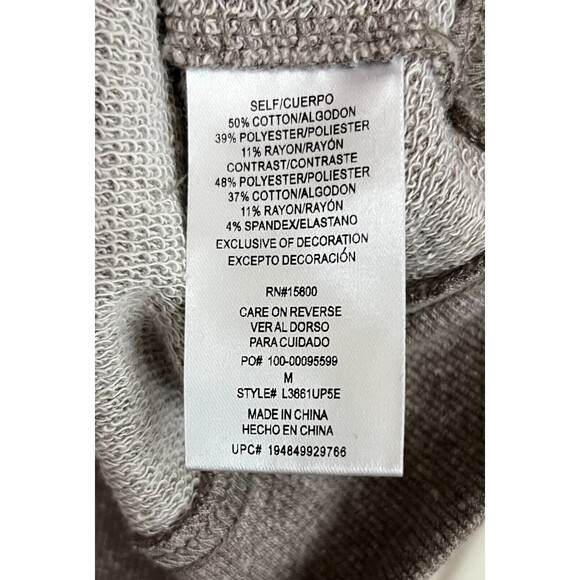 SELF/CUERPO
50% COTTON/ALGODON
39% POLYESTER/POLIESTER
11% RAYON/RAYÓN
CONTRAST/CONTRASTE
48% POLYESTER/POLIESTER
37% COTTON/ALGODON
11% RAYON/RAYÓN
4% SPANDEX/ELASTANO
EXCLUSIVE OF DECORATION
EXCEPTO DECORACIÓN
RN#15600
CARE ON REVERSE
VER AL DORSO
PARA CUIDADO
PO# 100-00095599
M
STYLE# L3661UP5E
MADE IN CHINA
HECHO EN CHINA
UPC# 194849929766